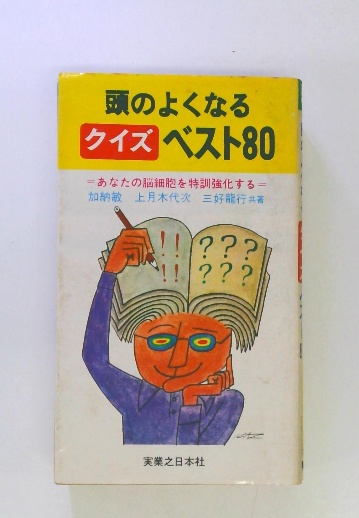 頭のよくなる
クイズ ベスト80
=あなたの脳細胞を特訓強化する=
加納敏 上月木代次 三好龍行共著
!! ???
!! ???
実業之日本社